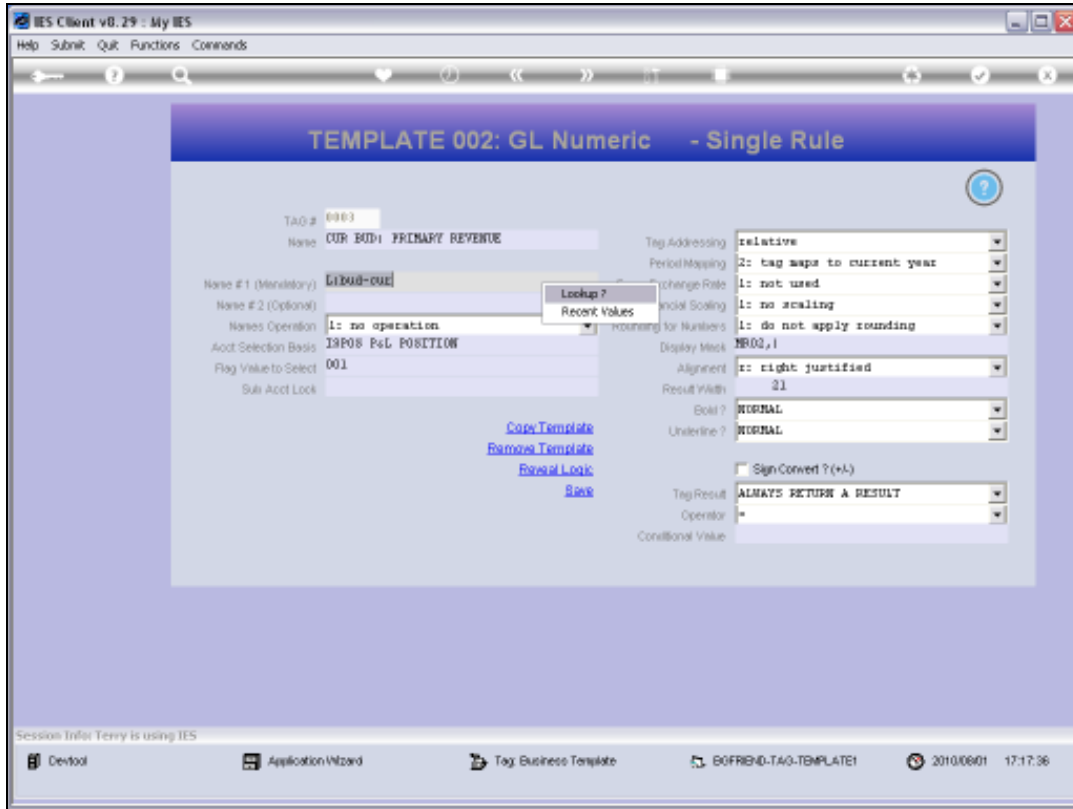 IES Client v8.29 : My IES
Help Submit Quit Functions Commands
TEMPLATE 002: GL Numeric - Single Rule
TAG # 0003
Name CUR BUD: PRIMARY REVENUE
Name # 1 (Mandatory) L:bud-cur
Name # 2 (Optional)
Names Operation 1: no operation
Acct Selection Basis ISPOS P&L POSITION
Flag Value to Select 001
Sub Acct Lock
Lookup ?
Recent Values
Copy Template
Remove Template
Reveal Logic
Save
Tag Addressing relative
Period Mapping 2: tag maps to current year
Exchange Rate 1: not used
Scaling 1: no scaling
Rounding for Numbers 1: do not apply rounding
Display Mask MR02,|
Alignment r: right justified
Result Width 21
Bold ? NORMAL
Underline ? NORMAL
Sign Convert ? (+/-)
Tag Result ALWAYS RETURN A RESULT
Operator =
Conditional Value
Session Info: Terry is using IES
Devtool Application Wizard Tag: Business Template BGFRIEND-TAG-TEMPLATE1 2010/08/01 17:17:36